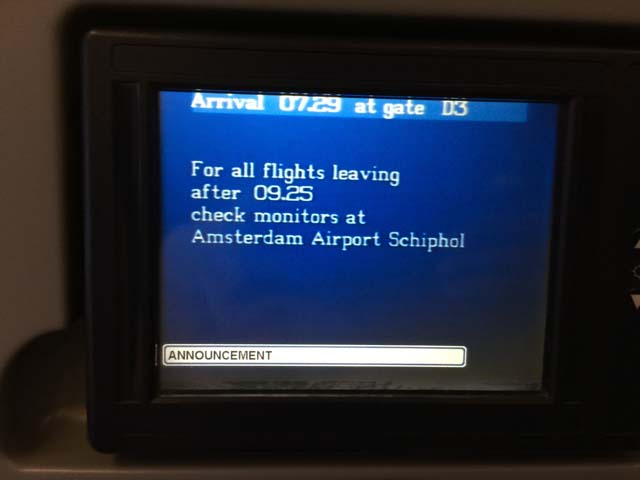 Arrival 07.29 at gate D3
For all flights leaving
after 09.25
check monitors at
Amsterdam Airport Schiphol
ANNOUNCEMENT